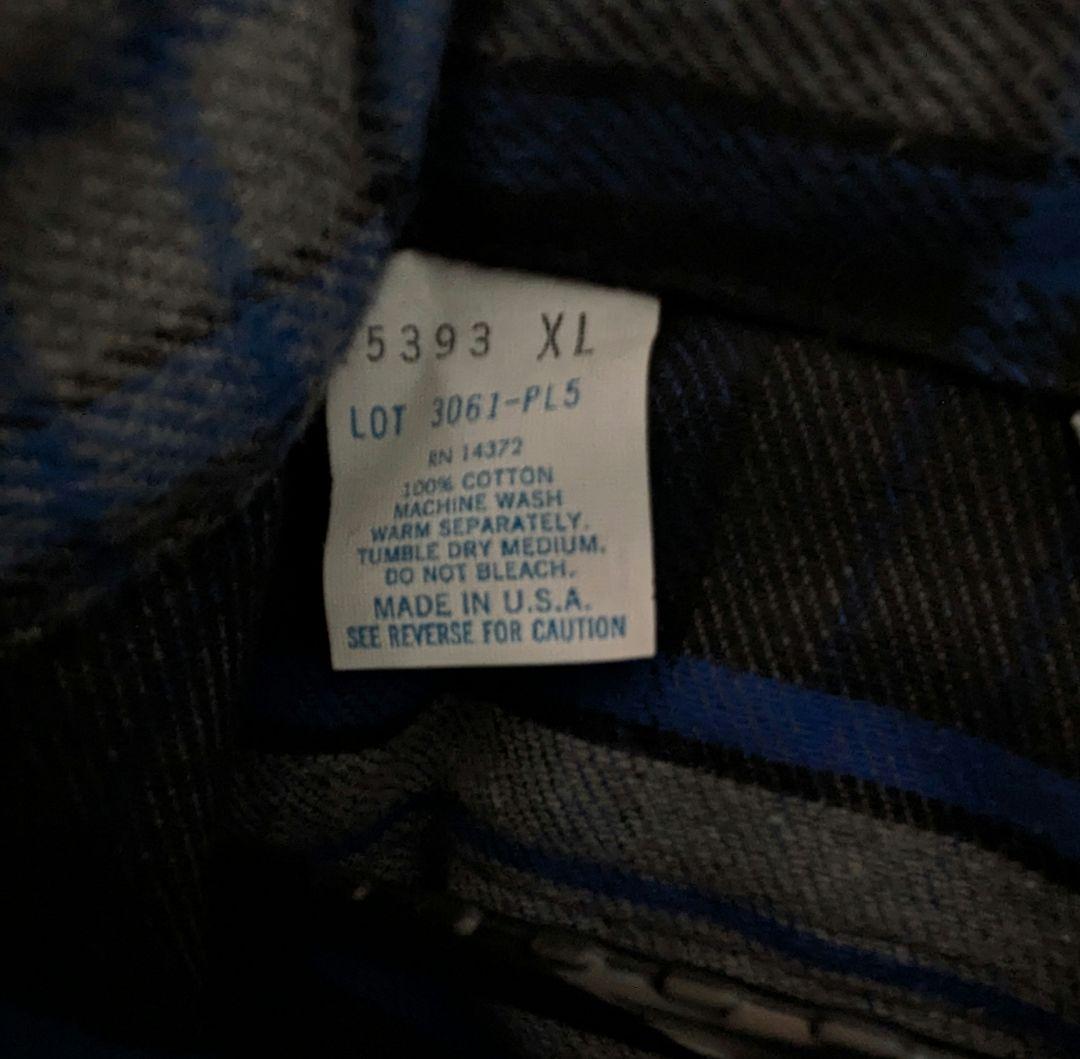 5393 XL
LOT 3061-PL5
RN 14372
100% COTTON
MACHINE WASH
WARM SEPARATELY.
TUMBLE DRY MEDIUM.
DO NOT BLEACH.
MADE IN U.S.A.
SEE REVERSE FOR CAUTION